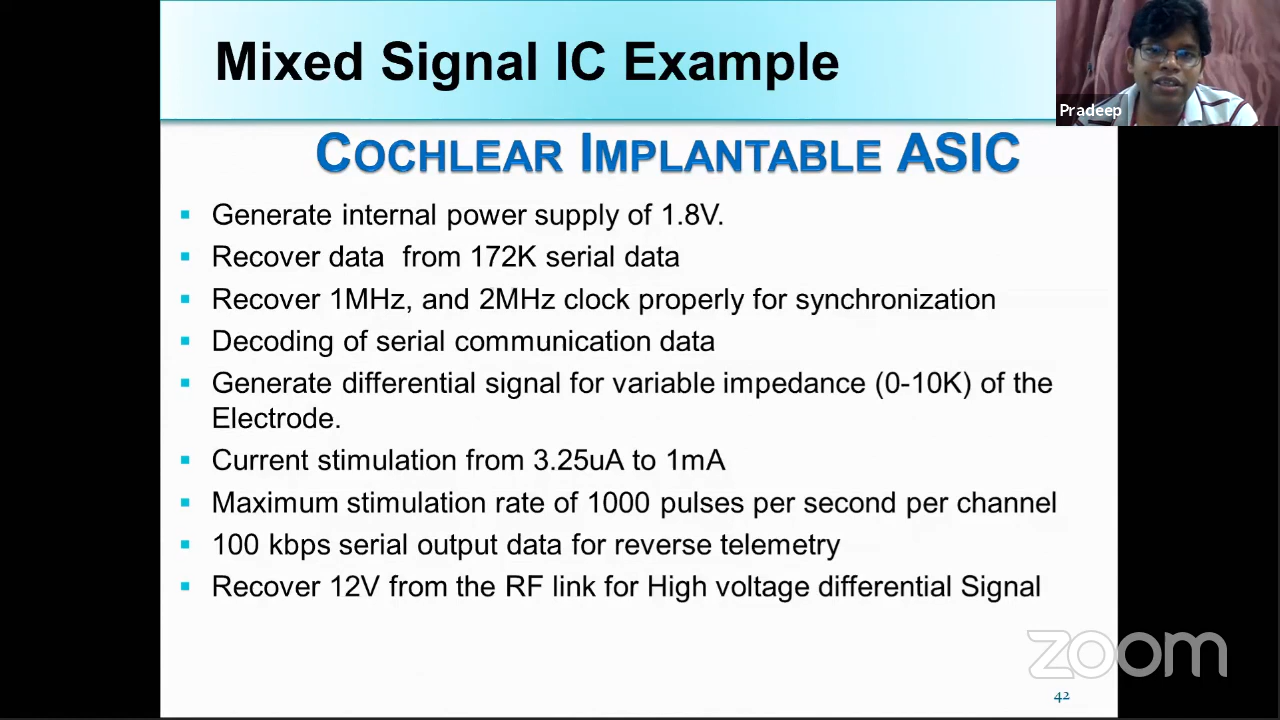 Mixed Signal IC Example
Pradeep
COCHLEAR IMPLANTABLE ASIC
Generate internal power supply of 1.8V.
Recover data from 172K serial data
Recover 1MHz, and 2MHz clock properly for synchronization
Decoding of serial communication data
Generate differential signal for variable impedance (0-10K) of the
Electrode.
Current stimulation from 3.25uA to 1mA
Maximum stimulation rate of 1000 pulses per second per channel
100 kbps serial output data for reverse telemetry
Recover 12V from the RF link for High voltage differential Signal
zoom
42